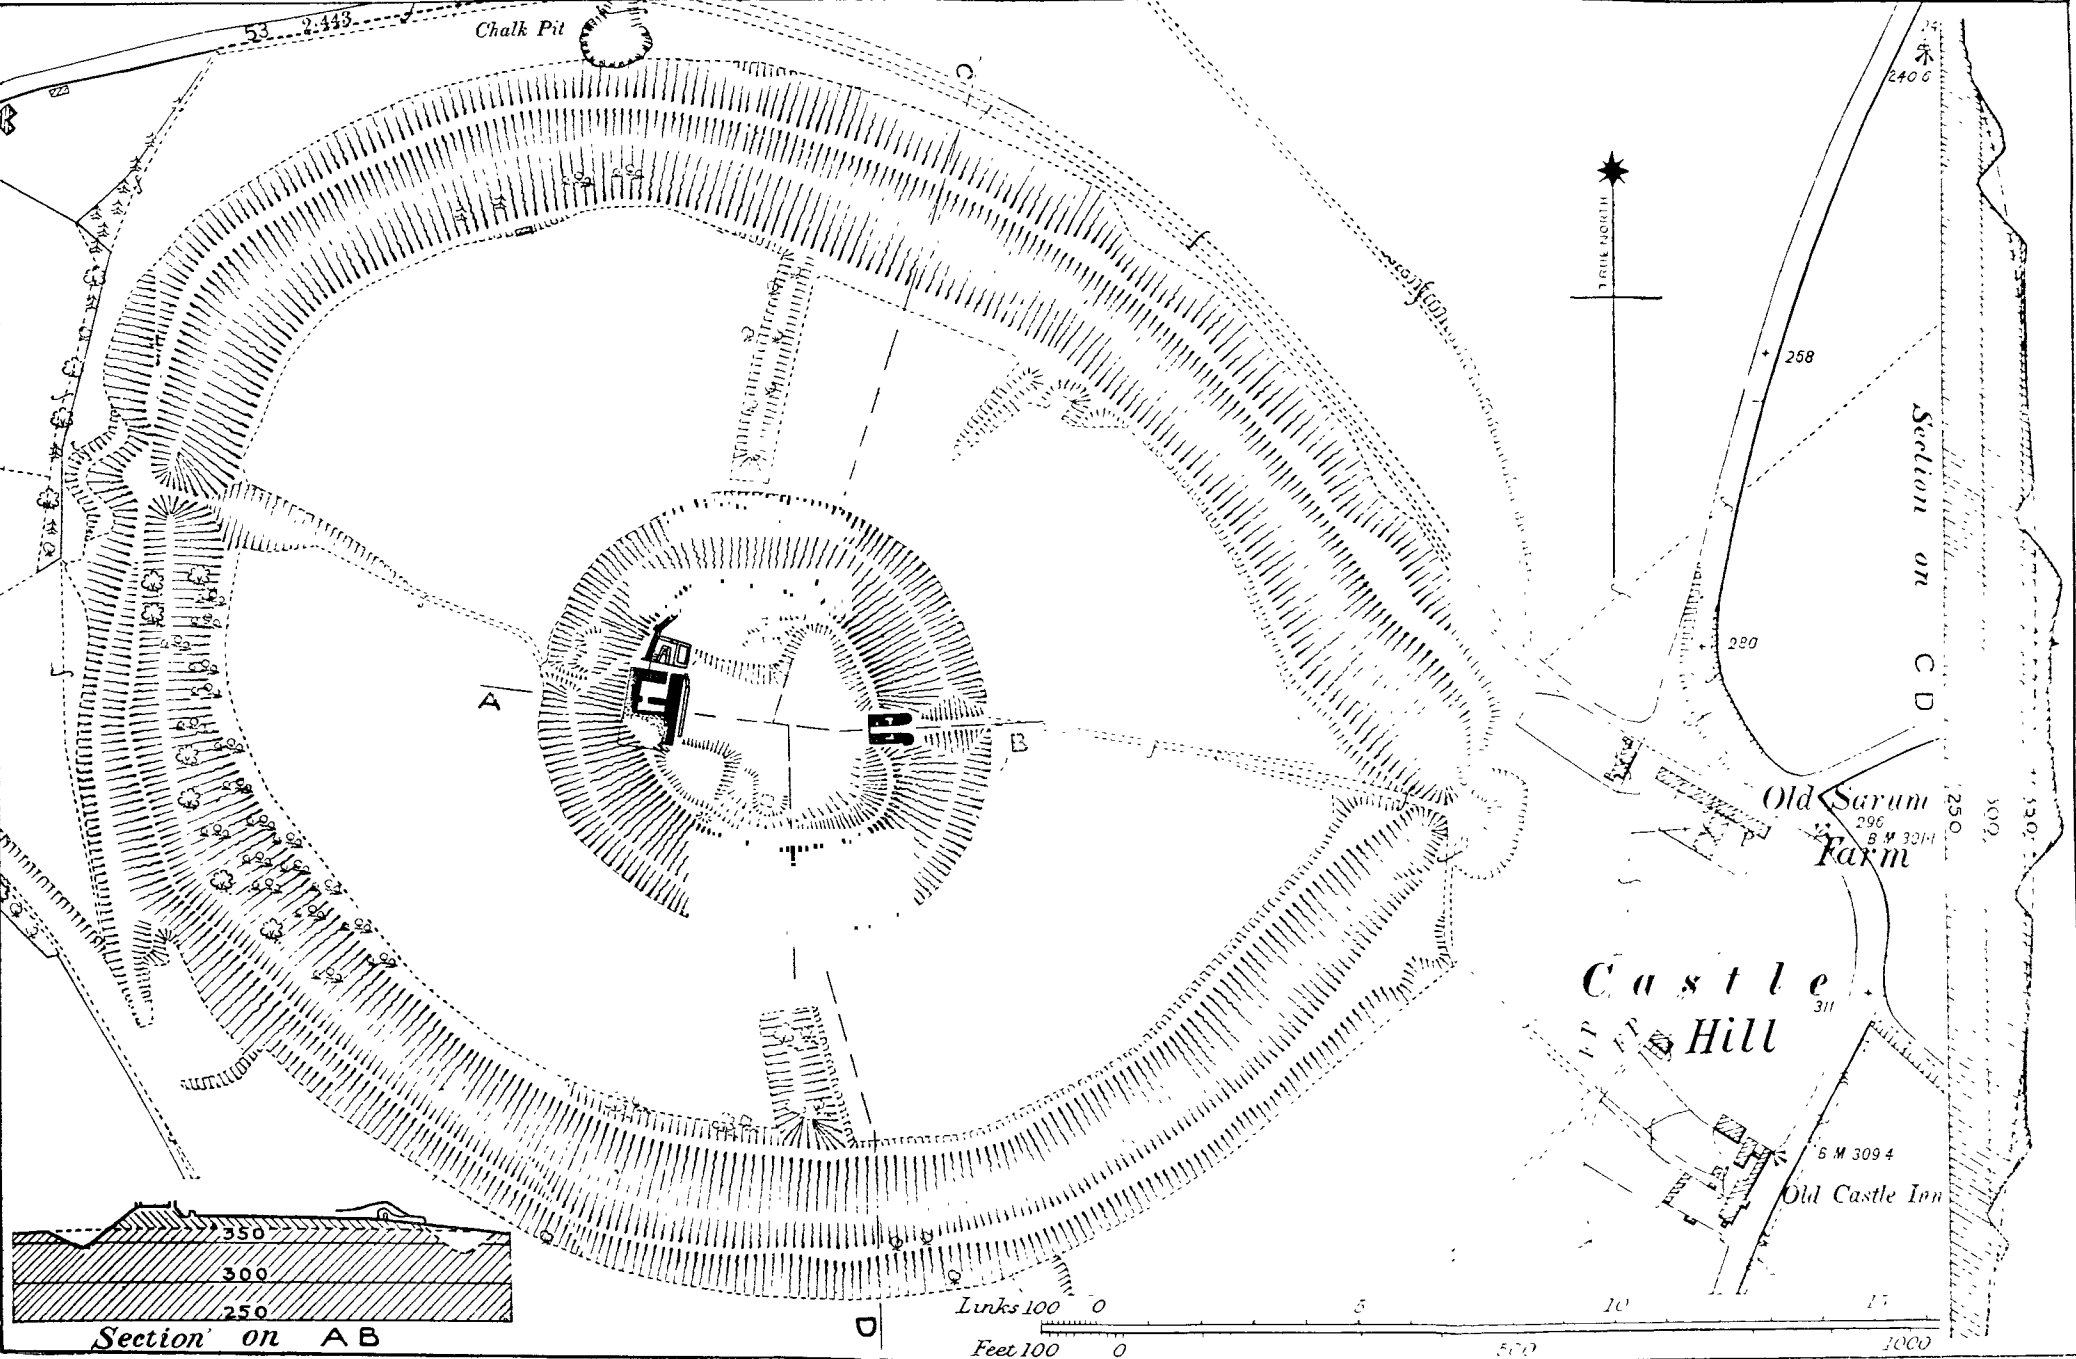 53 2.443
Chalk Pit
C
240 6
TRUE NORTH
258
Section on C D
280
A
B
Old Sarum
296
Farm
250
300
Castle
311
Hill
F P
F P
B M 309 4
Old Castle Inn
350
300
250
Section on A B
D
Links 100 0 5 10
Feet 100 0 500 1000